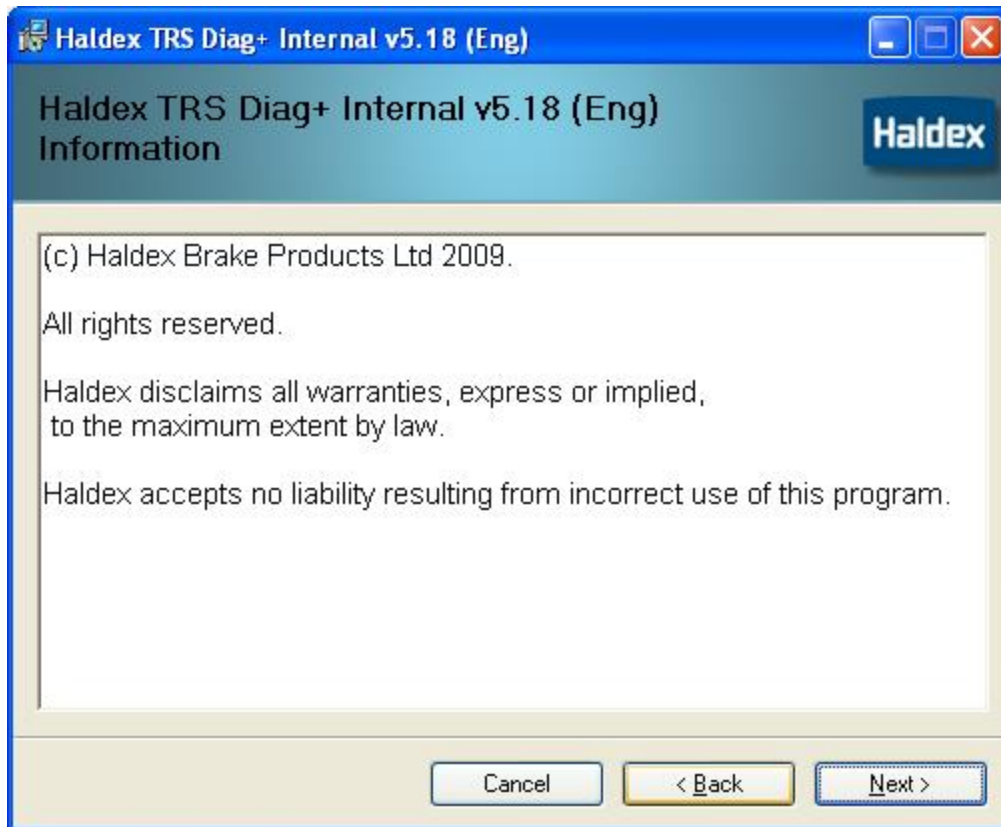 Haldex TRS Diag+ Internal v5.18 (Eng)
Haldex TRS Diag+ Internal v5.18 (Eng)
Information
Haldex
(c) Haldex Brake Products Ltd 2009.
All rights reserved.
Haldex disclaims all warranties, express or implied,
to the maximum extent by law.
Haldex accepts no liability resulting from incorrect use of this program.
Cancel
< Back
Next >